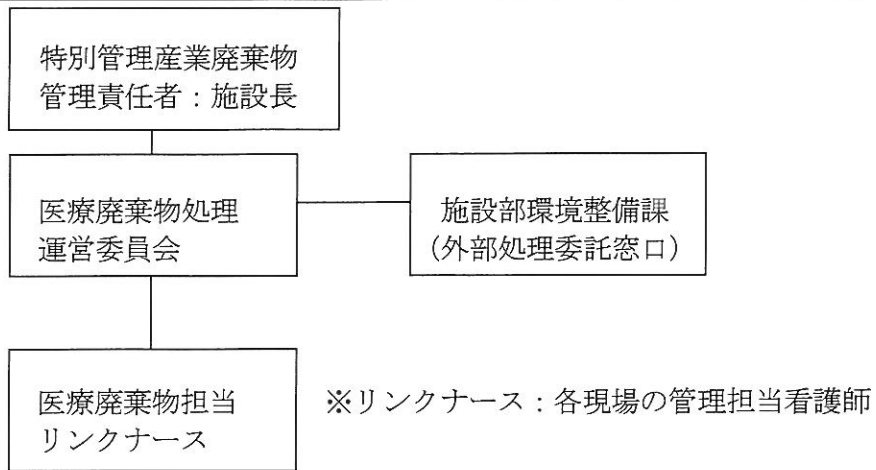 特別管理産業廃棄物
管理責任者：施設長
医療廃棄物処理
運営委員会
施設部環境整備課
（外部処理委託窓口）
医療廃棄物担当
リンクナース
※リンクナース：各現場の管理担当看護師